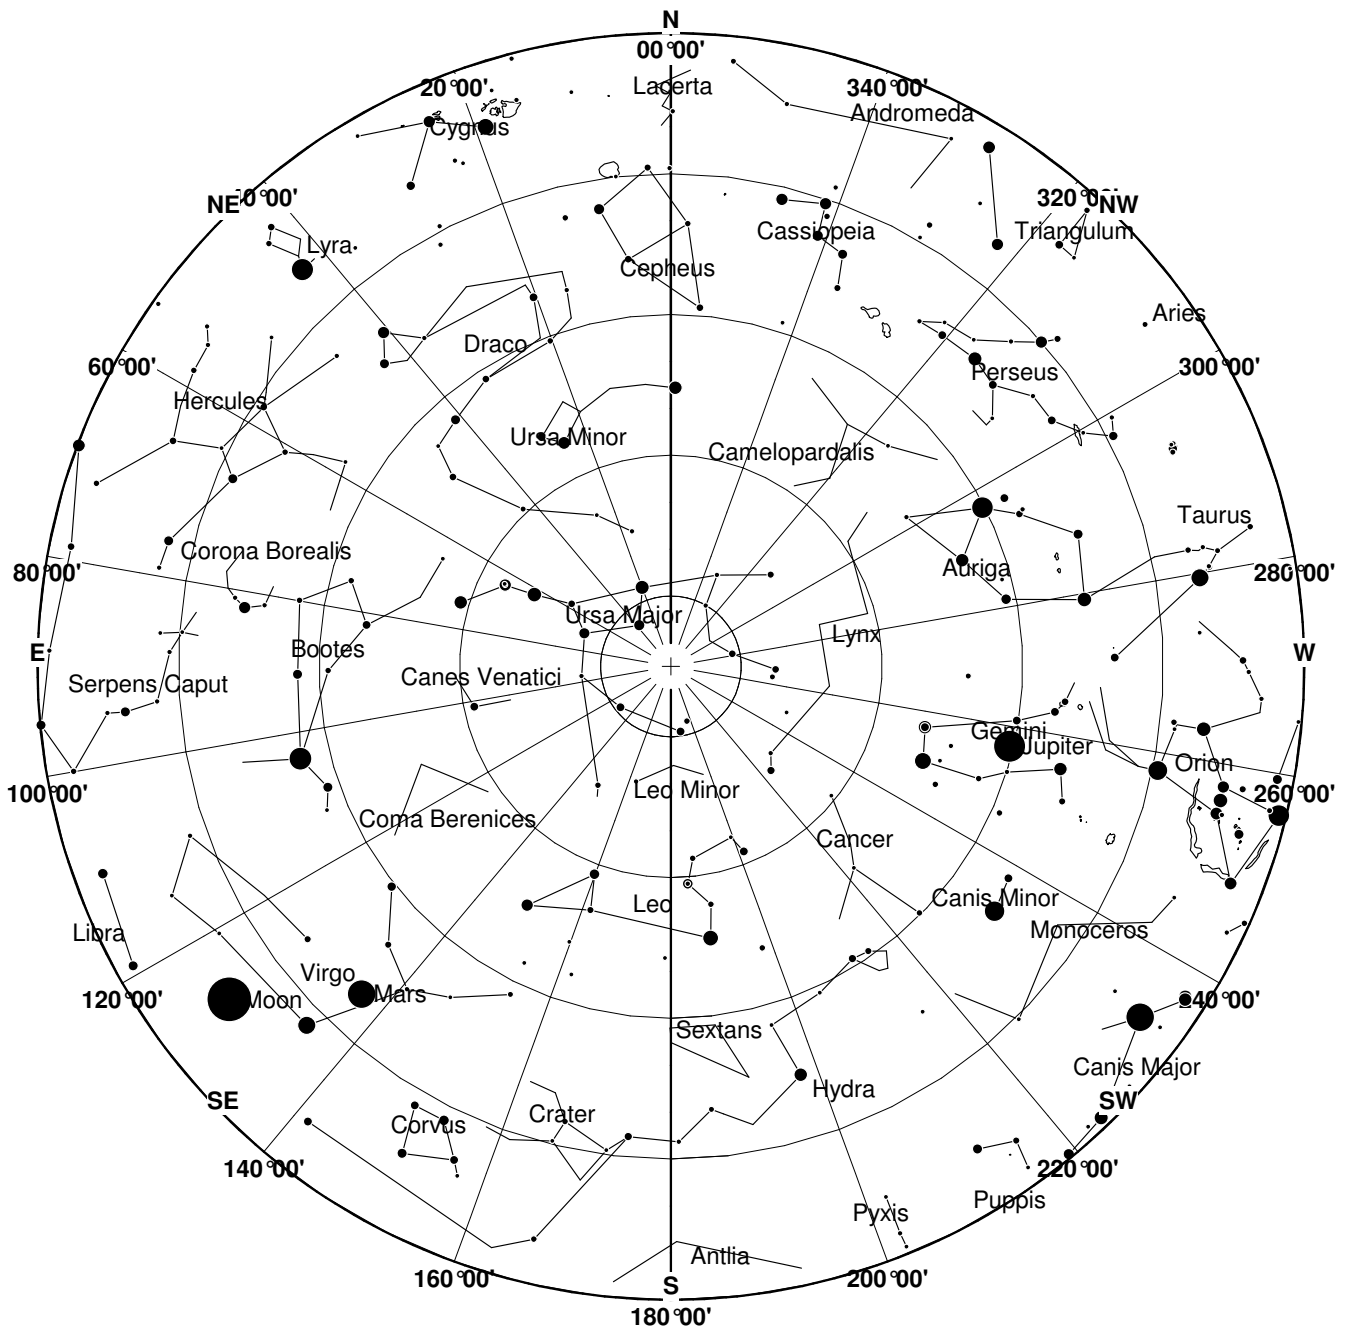 N
00°00'
Lacerta
20°00'
340°00'
Andromeda
Cygnus
NE
320°00'
NW
Triangulum
Cassiopeia
Lyra
Cepheus
Aries
Draco
60°00'
300°00'
Perseus
Hercules
Ursa Minor
Camelopardalis
Taurus
Corona Borealis
80°00'
Auriga
280°00'
Ursa Major
Lynx
E
Bootes
W
Canes Venatici
Serpens Caput
Gemini
Jupiter
Orion
100°00'
Leo Minor
260°00'
Coma Berenices
Cancer
Leo
Canis Minor
Libra
Monoceros
Virgo
Mars
120°00'
Moon
240°00'
Sextans
Canis Major
Hydra
SE
SW
Crater
Corvus
140°00'
220°00'
Puppis
Pyxis
Antlia
160°00'
S
200°00'
180°00'